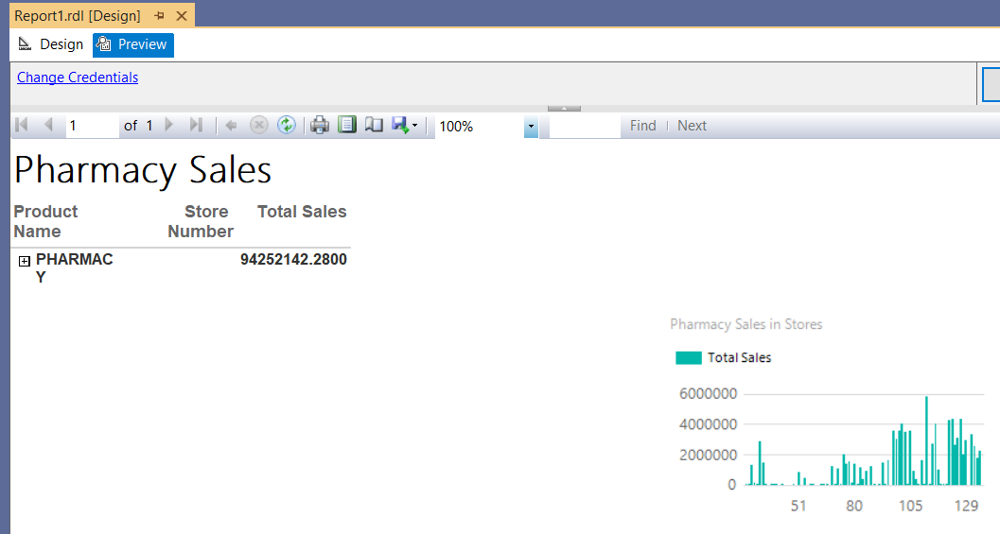 Report1.rdl [Design]
Design Preview
Change Credentials
1 of 1 100% Find Next
Pharmacy Sales
Product Name Store Number Total Sales
PHARMAC
Y
94252142.2800
Pharmacy Sales in Stores
Total Sales
6000000
4000000
2000000
0
51 80 105 129